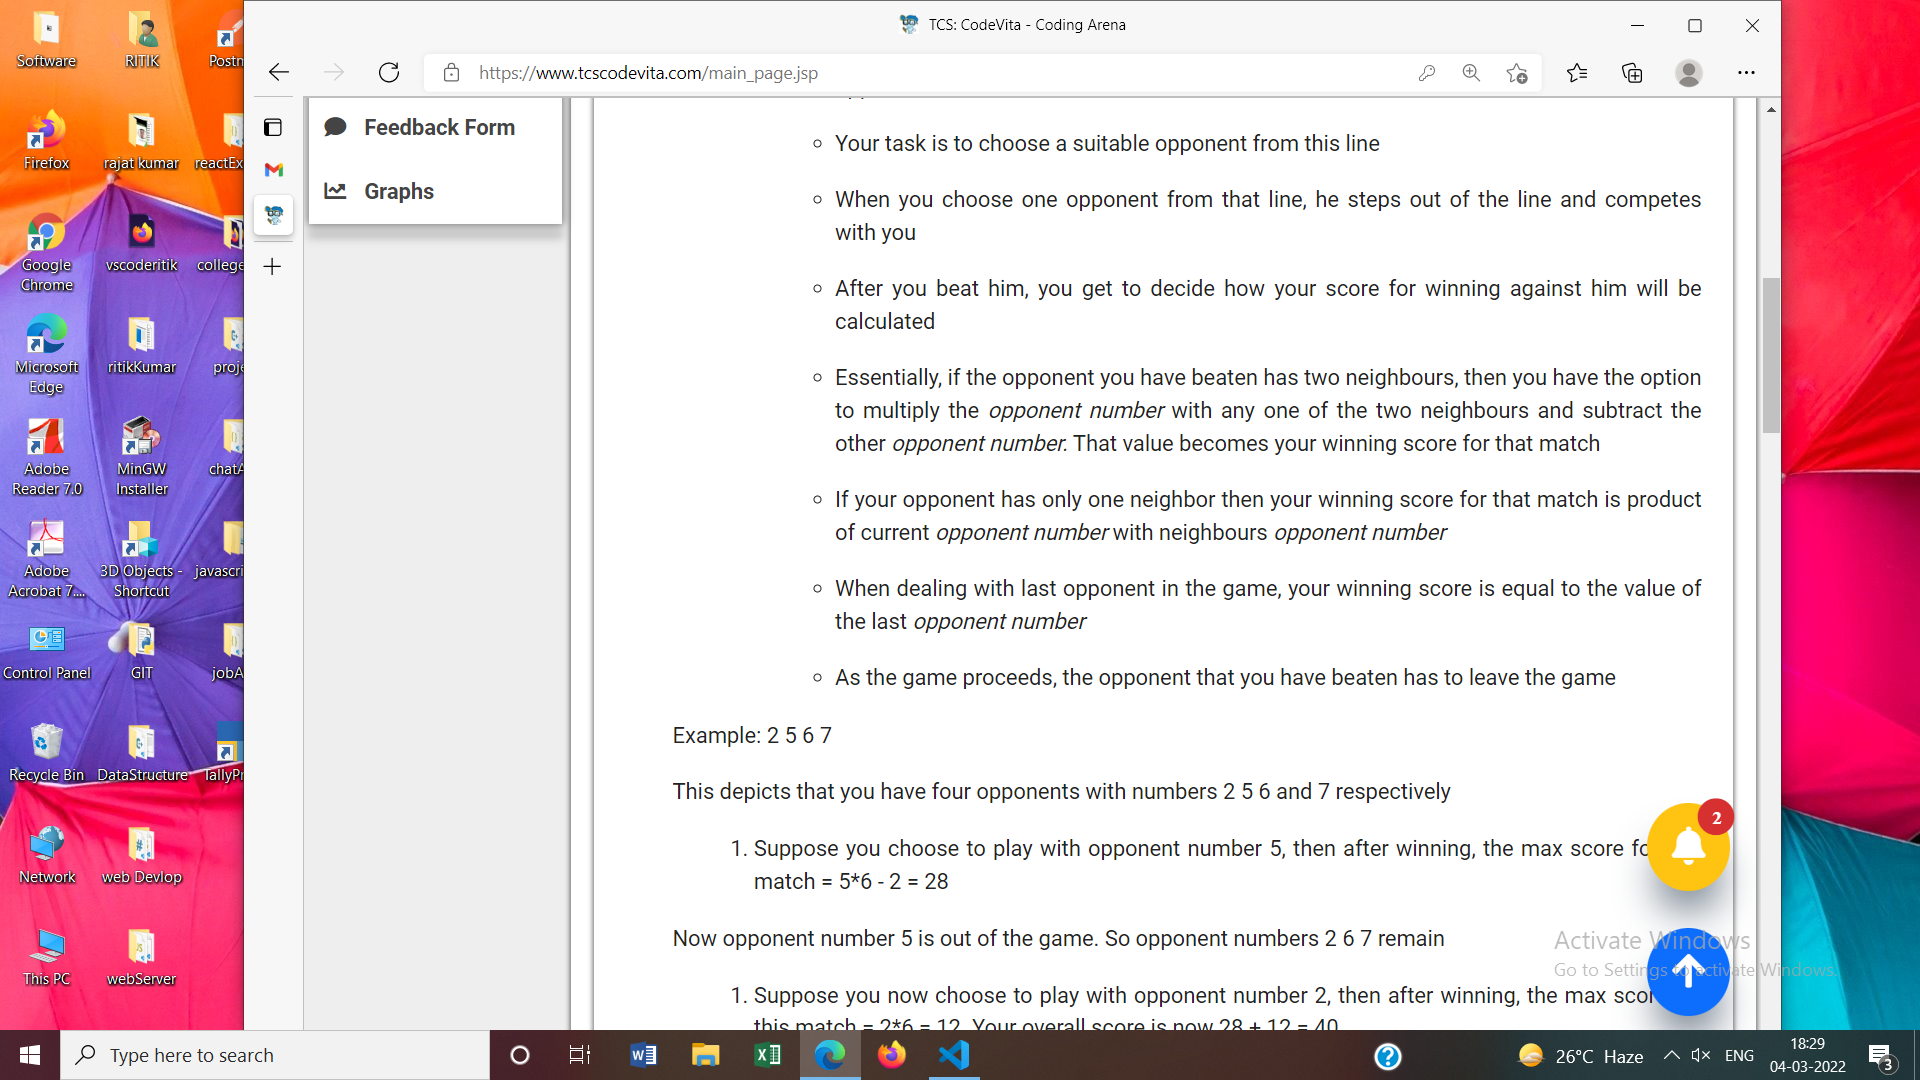 TCS: CodeVita - Coding Arena
https://www.tcscodevita.com/main_page.jsp
Software
RITIK
Postn
Firefox
rajat kumar
reactEx
Google
Chrome
vscoderitik
college
Microsoft
Edge
ritikKumar
proje
Adobe
Reader 7.0
MinGW
Installer
chatA
Adobe
Acrobat 7....
3D Objects -
Shortcut
javascri
Control Panel
GIT
jobA
Recycle Bin
DataStructure
TallyPr
Network
web Devlop
This PC
webServer
Feedback Form
Graphs
Your task is to choose a suitable opponent from this line
When you choose one opponent from that line, he steps out of the line and competes
with you
After you beat him, you get to decide how your score for winning against him will be
calculated
Essentially, if the opponent you have beaten has two neighbours, then you have the option
to multiply the opponent number with any one of the two neighbours and subtract the
other opponent number. That value becomes your winning score for that match
If your opponent has only one neighbor then your winning score for that match is product
of current opponent number with neighbours opponent number
When dealing with last opponent in the game, your winning score is equal to the value of
the last opponent number
As the game proceeds, the opponent that you have beaten has to leave the game
Example: 2 5 6 7
This depicts that you have four opponents with numbers 2 5 6 and 7 respectively
1. Suppose you choose to play with opponent number 5, then after winning, the max score fo
match = 5*6 - 2 = 28
Now opponent number 5 is out of the game. So opponent numbers 2 6 7 remain
1. Suppose you now choose to play with opponent number 2, then after winning, the max scor
this match = 2*6 = 12. Your overall score is now 28 + 12 = 40
2
Activate Windows
Go to Settings to activate Windows.
Type here to search
26°C Haze
ENG
18:29
04-03-2022
3